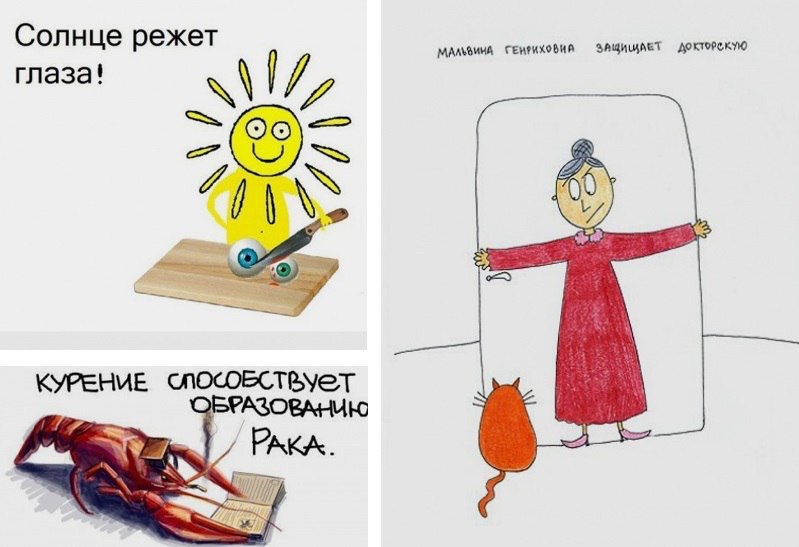 Солнце режет
глаза!
КУРЕНИЕ СПОСОБСТВУЕТ
ОБРАЗОВАНИЮ
РАКА.
МАЛЬВИНА ГЕНРИХОВНА ЗАЩИЩАЕТ ДОКТОРСКУЮ